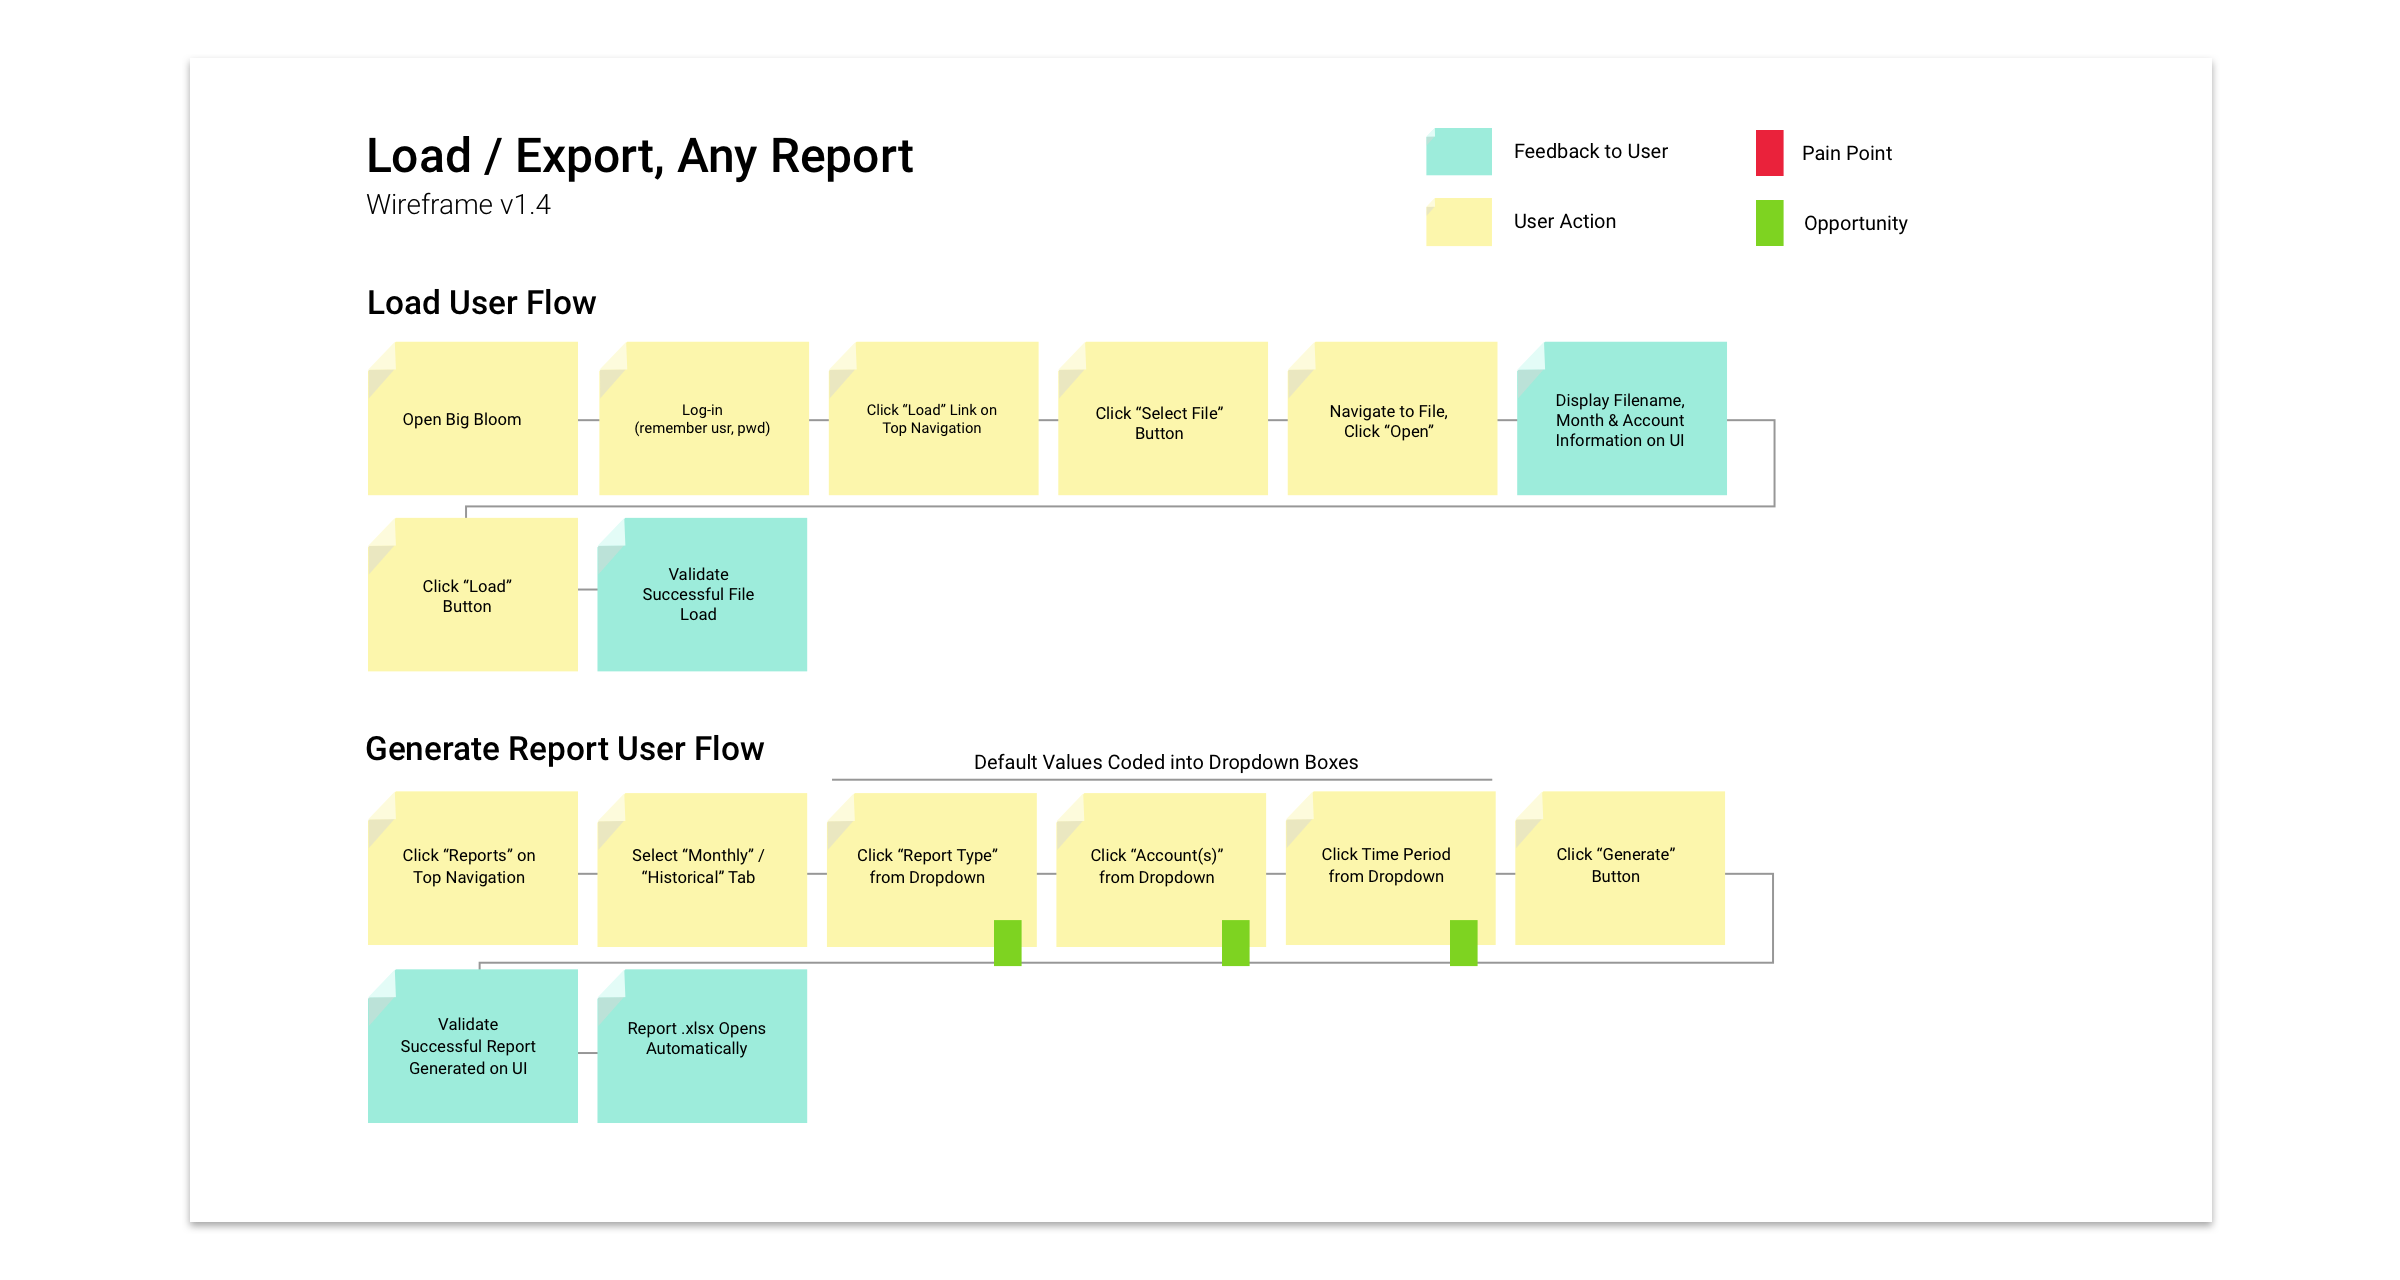 Load / Export, Any Report
Wireframe v1.4
Feedback to User
Pain Point
User Action
Opportunity
Load User Flow
Open Big Bloom
Log-in
(remember usr, pwd)
Click “Load” Link on
Top Navigation
Click “Select File”
Button
Navigate to File,
Click “Open”
Display Filename,
Month & Account
Information on UI
Click “Load”
Button
Validate
Successful File
Load
Generate Report User Flow
Default Values Coded into Dropdown Boxes
Click “Reports” on
Top Navigation
Select “Monthly” /
“Historical” Tab
Click “Report Type”
from Dropdown
Click “Account(s)”
from Dropdown
Click Time Period
from Dropdown
Click “Generate”
Button
Validate
Successful Report
Generated on UI
Report .xlsx Opens
Automatically